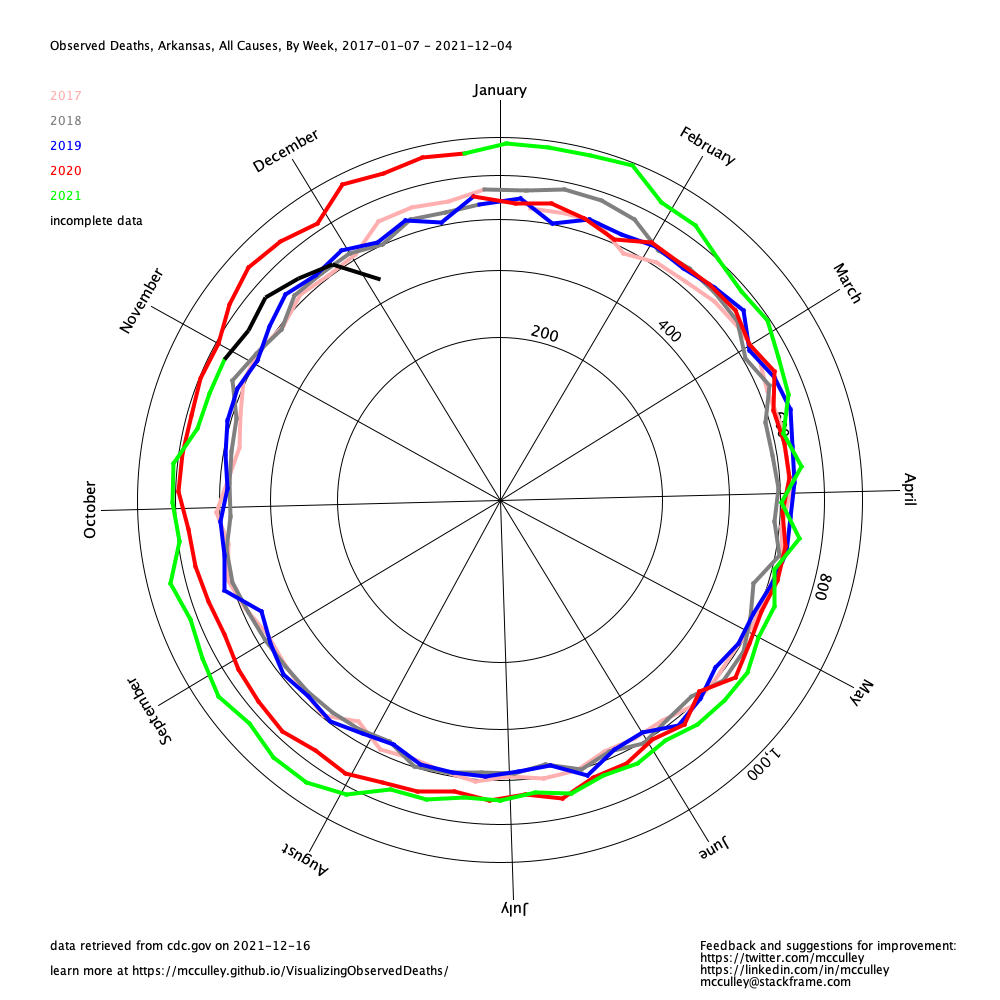 Observed Deaths, Arkansas, All Causes, By Week, 2017-01-07 - 2021-12-04
2017
2018
2019
2020
2021
incomplete data
January
February
March
April
May
June
July
August
September
October
November
December
200
400
800
1,000
data retrieved from cdc.gov on 2021-12-16
learn more at https://mcculley.github.io/VisualizingObservedDeaths/
Feedback and suggestions for improvement:
https://twitter.com/mcculley
https://linkedin.com/in/mcculley
mcculley@stackframe.com